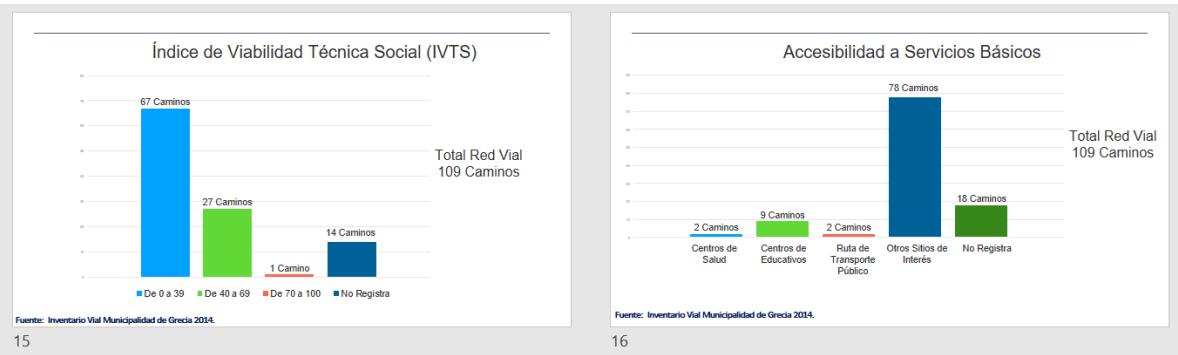 Índice de Viabilidad Técnica Social (IVTS)
67 Caminos
27 Caminos
1 Camino
14 Caminos
Total Red Vial
109 Caminos
De 0 a 39 De 40 a 69 De 70 a 100 No Registra
Fuente: Inventario Vial Municipalidad de Grecia 2014.
15
Accesibilidad a Servicios Básicos
78 Caminos
Total Red Vial
109 Caminos
18 Caminos
9 Caminos
2 Caminos
2 Caminos
Centros de
Salud
Centros de
Educativos
Ruta de
Transporte
Público
Otros Sitios de
Interés
No Registra
Fuente: Inventario Vial Municipalidad de Grecia 2014.
16